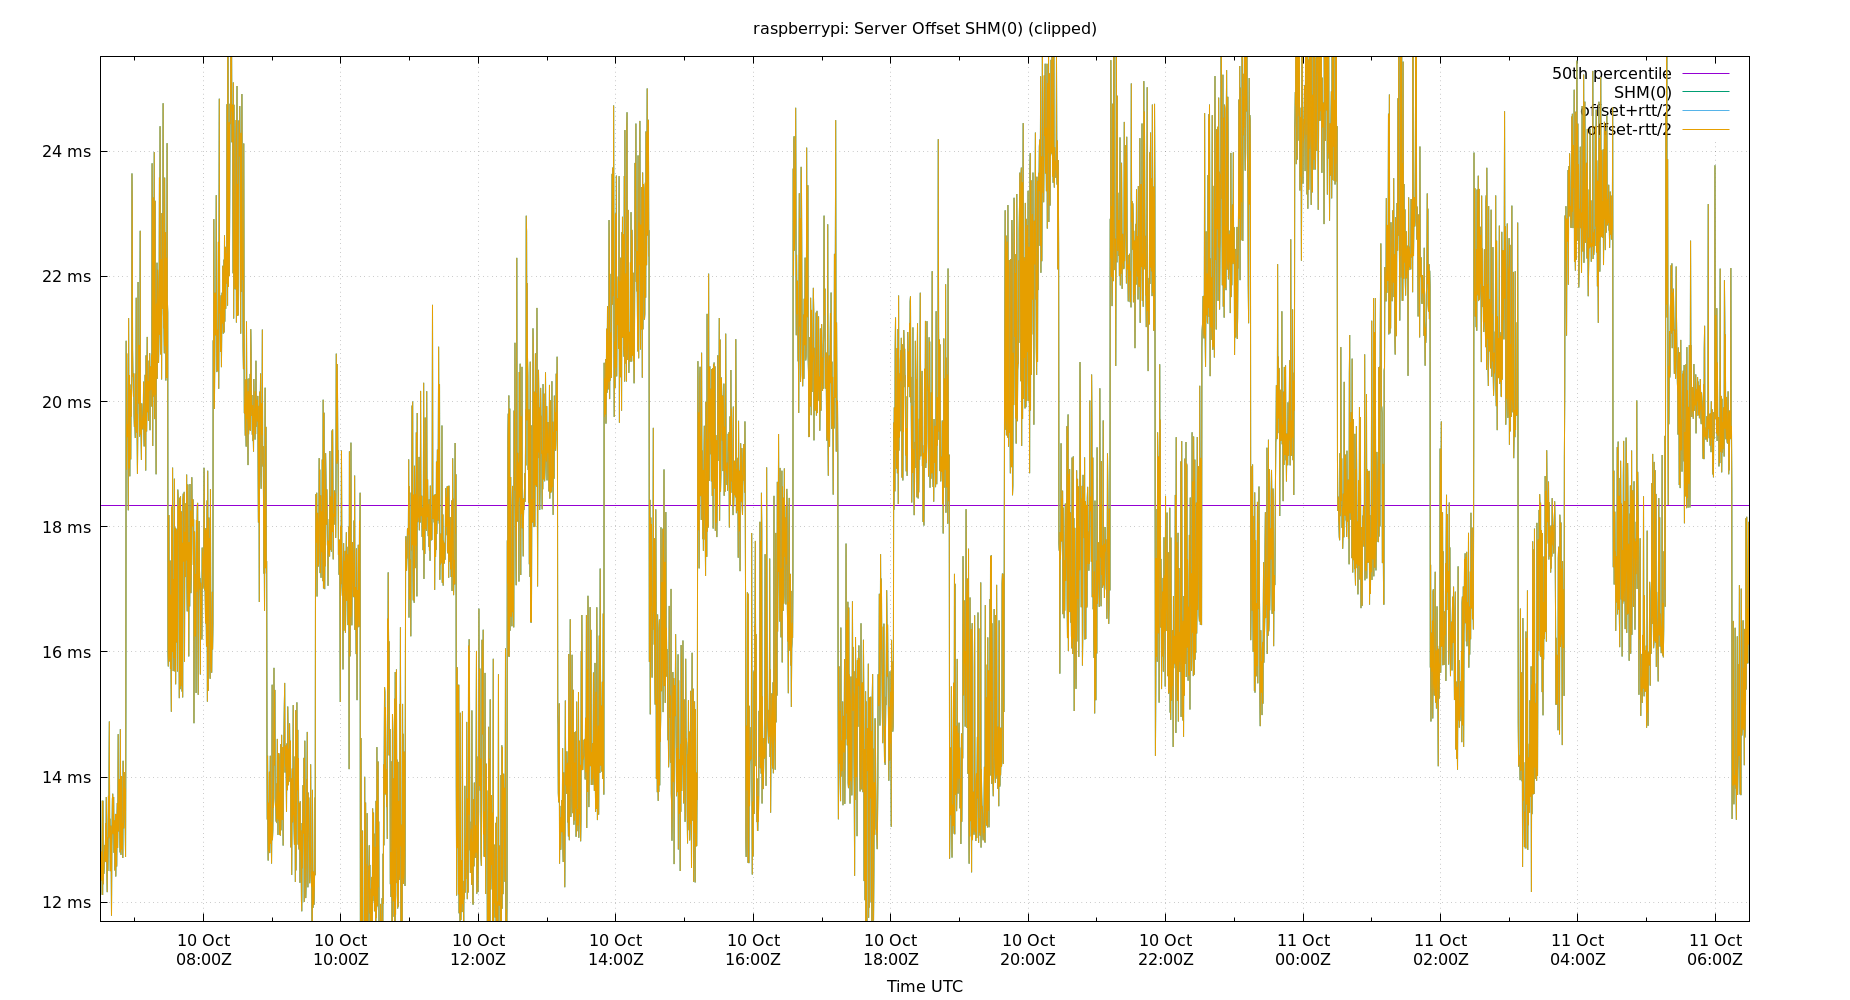 raspberrypi: Server Offset SHM(0) (clipped)
50th percentile
SHM(0)
offset+rtt/2
offset-rtt/2
24 ms
22 ms
20 ms
18 ms
16 ms
14 ms
12 ms
10 Oct 10 Oct 10 Oct 10 Oct 10 Oct 10 Oct 10 Oct 10 Oct 11 Oct 11 Oct 11 Oct 11 Oct
08:00Z 10:00Z 12:00Z 14:00Z 16:00Z 18:00Z 20:00Z 22:00Z 00:00Z 02:00Z 04:00Z 06:00Z
Time UTC